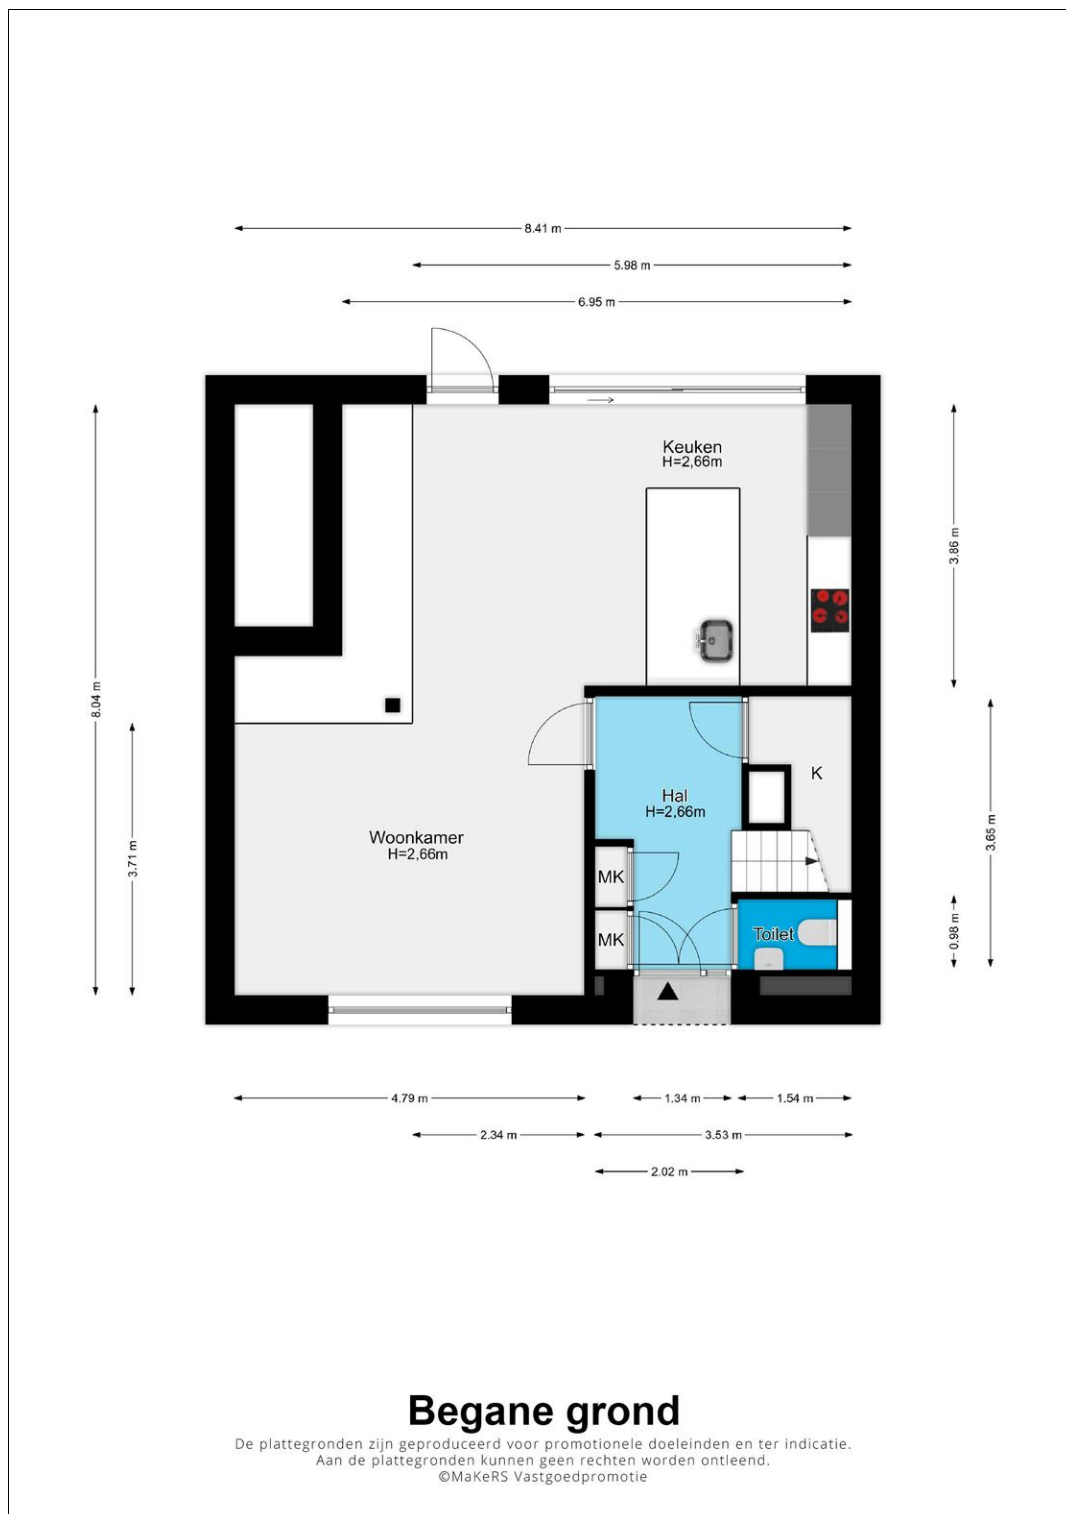 8.41 m
5.98 m
6.95 m
Keuken
H=2,66m
3.86 m
8.04 m
3.71 m
Woonkamer
H=2,66m
Hal
H=2,66m
K
3.65 m
MK
MK
Toilet
0.98 m
4.79 m
1.34 m
1.54 m
2.34 m
3.53 m
2.02 m
Begane grond
De plattegronden zijn geproduceerd voor promotionele doeleinden en ter indicatie.
Aan de plattegronden kunnen geen rechten worden ontleend.
©MaKeRS Vastgoedpromotie